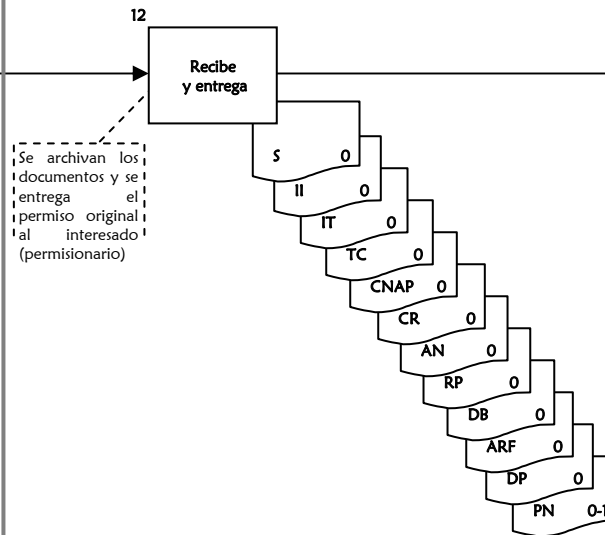 12
Recibe
y entrega
Se archivan los
documentos y se
entrega el
permiso original
al interesado
(permisionario)
S 0
II 0
IT 0
TC 0
CNAP 0
CR 0
AN 0
RP 0
DB 0
ARF 0
DP 0
PN 0-1